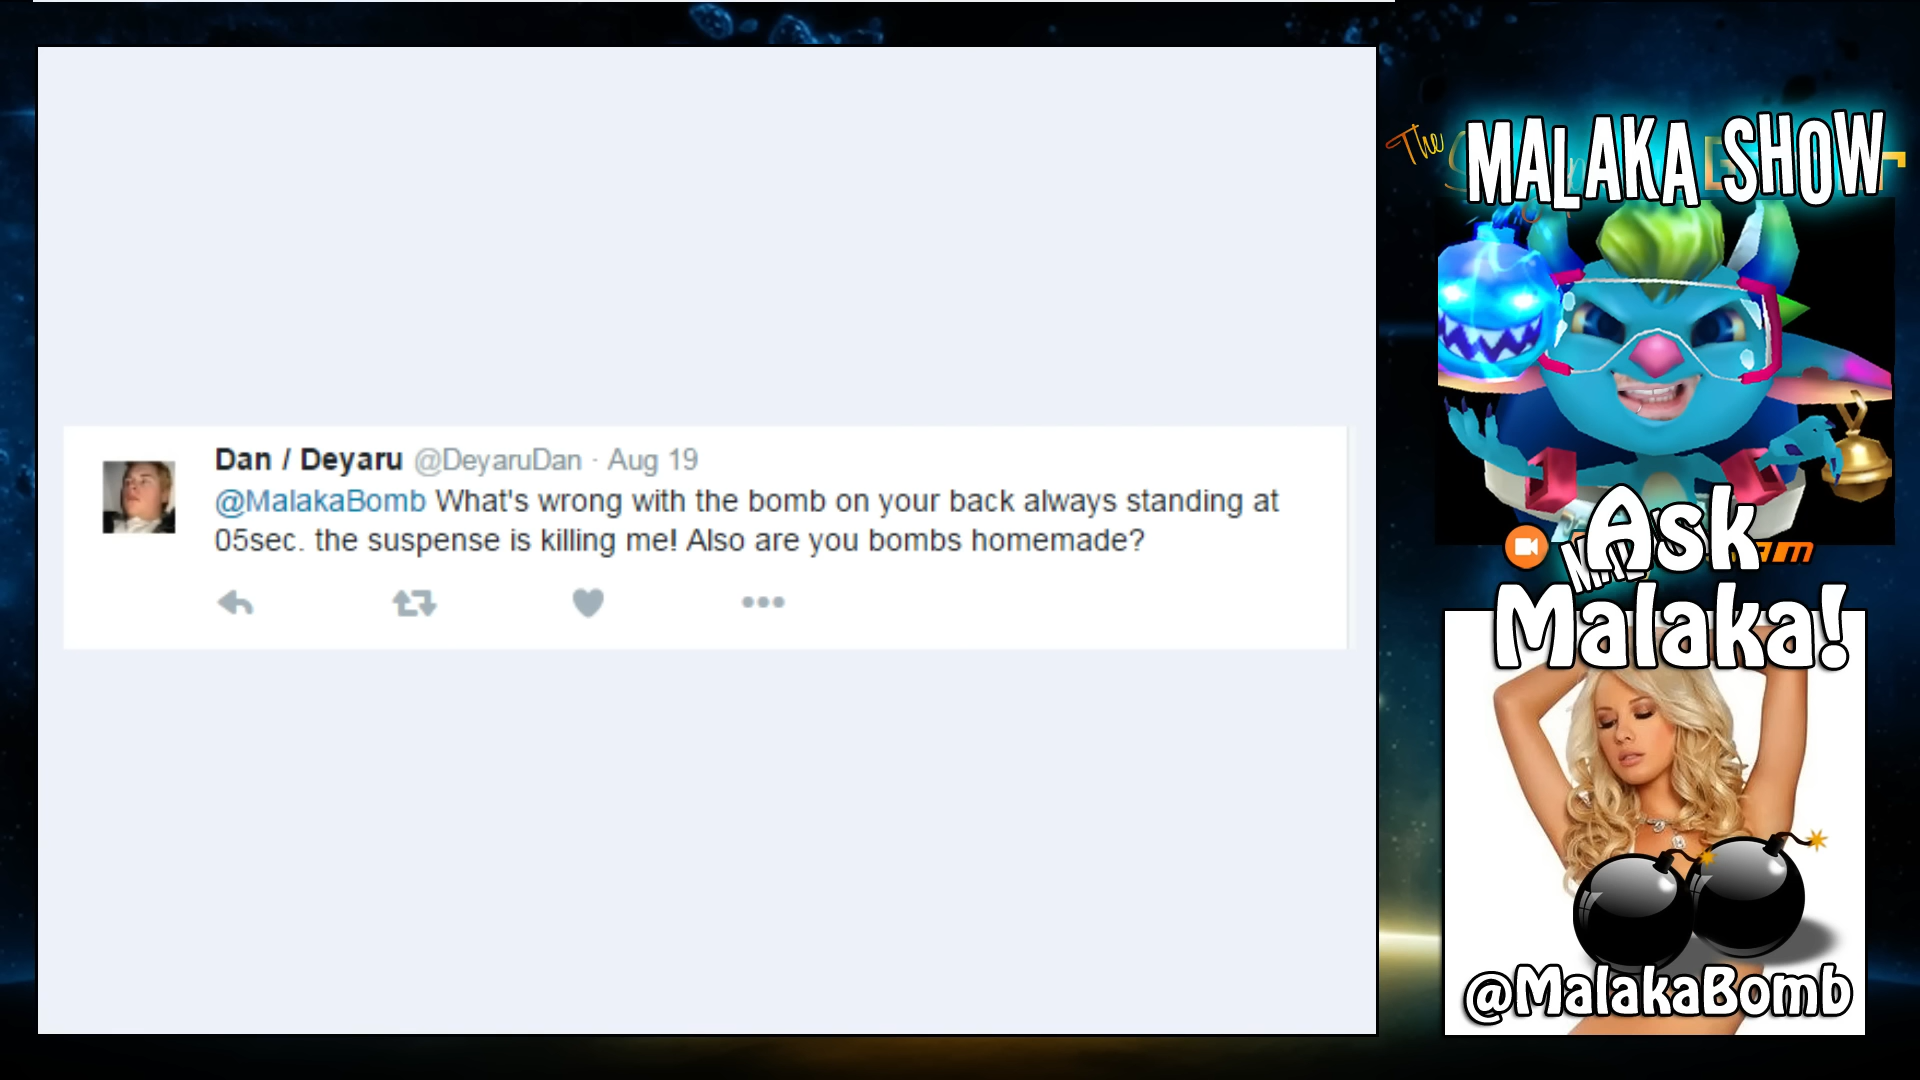 Dan / Deyaru @DeyaruDan · Aug 19
@MalakaBomb What's wrong with the bomb on your back always standing at
05sec. the suspense is killing me! Also are you bombs homemade?
The
MALAKA SHOW
Ask
Malaka!
@MalakaBomb